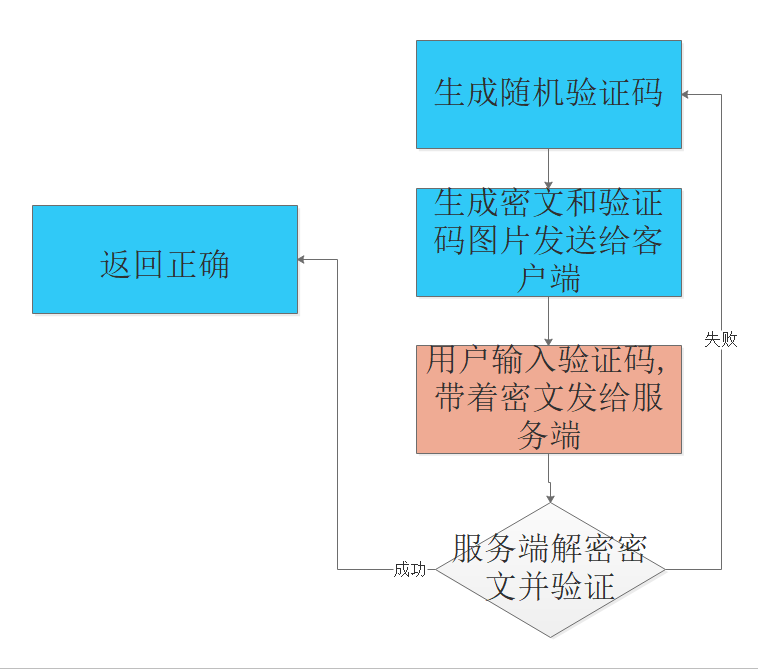 生成随机验证码
生成密文和验证
码图片发送给客
户端
返回正确
失败
用户输入验证码,
带着密文发给服
务端
服务端解密密
文并验证
成功